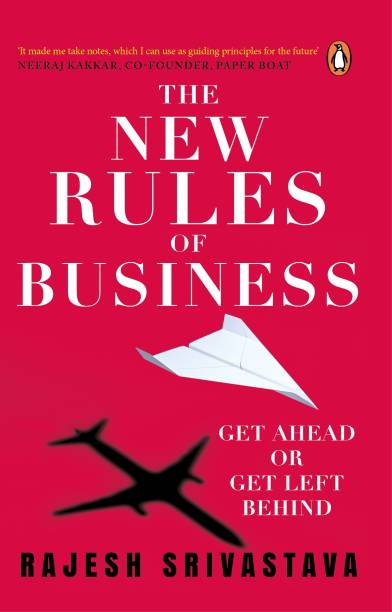 'It made me take notes, which I can use as guiding principles for the future'
NEERAJ KAKKAR, CO-FOUNDER, PAPER BOAT
THE
NEW
RULES
OF
BUSINESS
GET AHEAD
OR
GET LEFT
BEHIND
RAJESH SRIVASTAVA